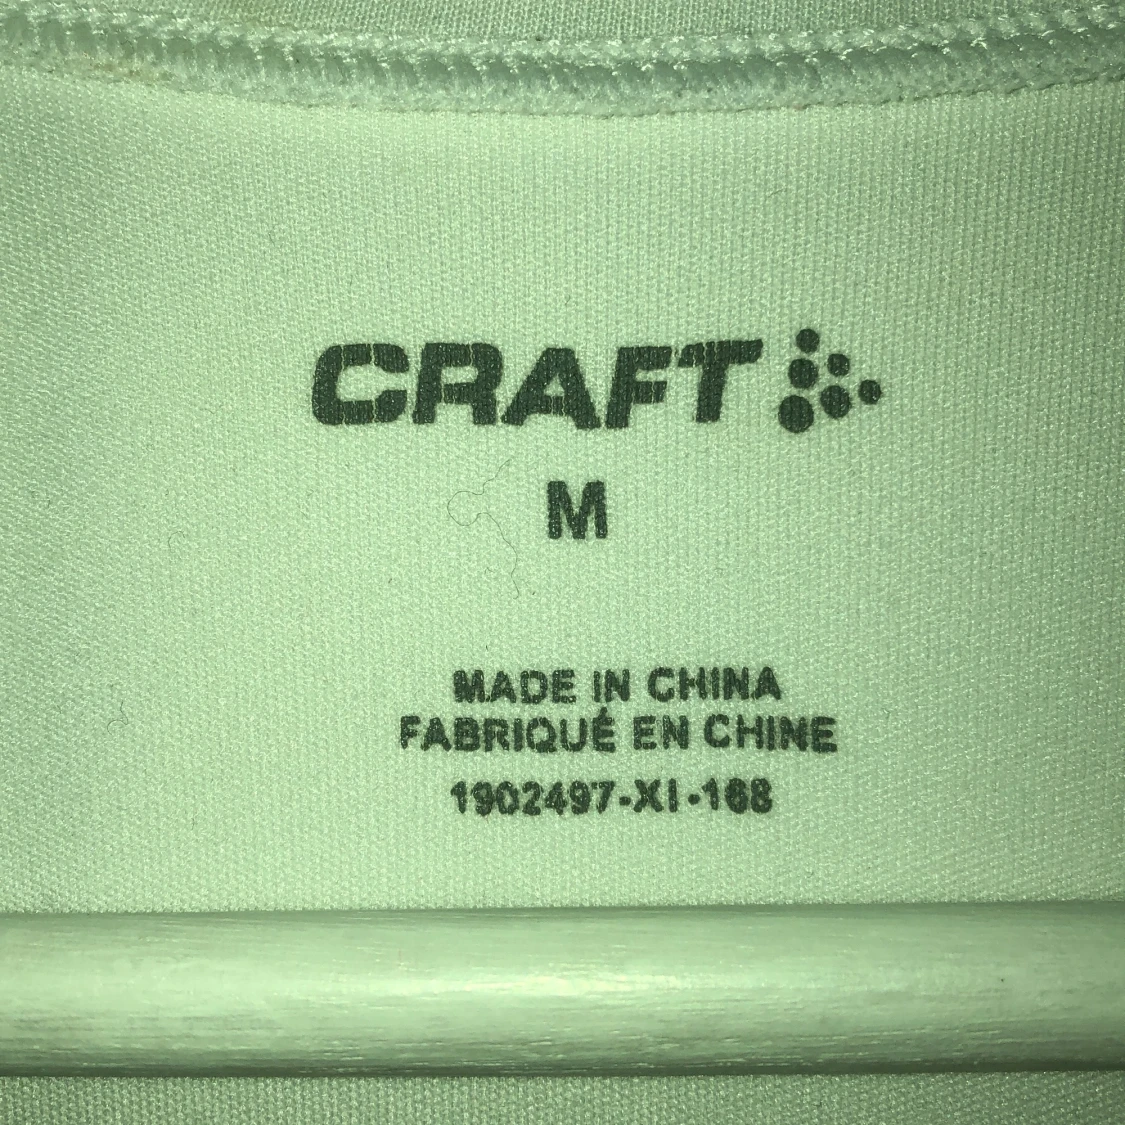 CRAFT
M
MADE IN CHINA
FABRIQUÉ EN CHINE
1902497-XI-168